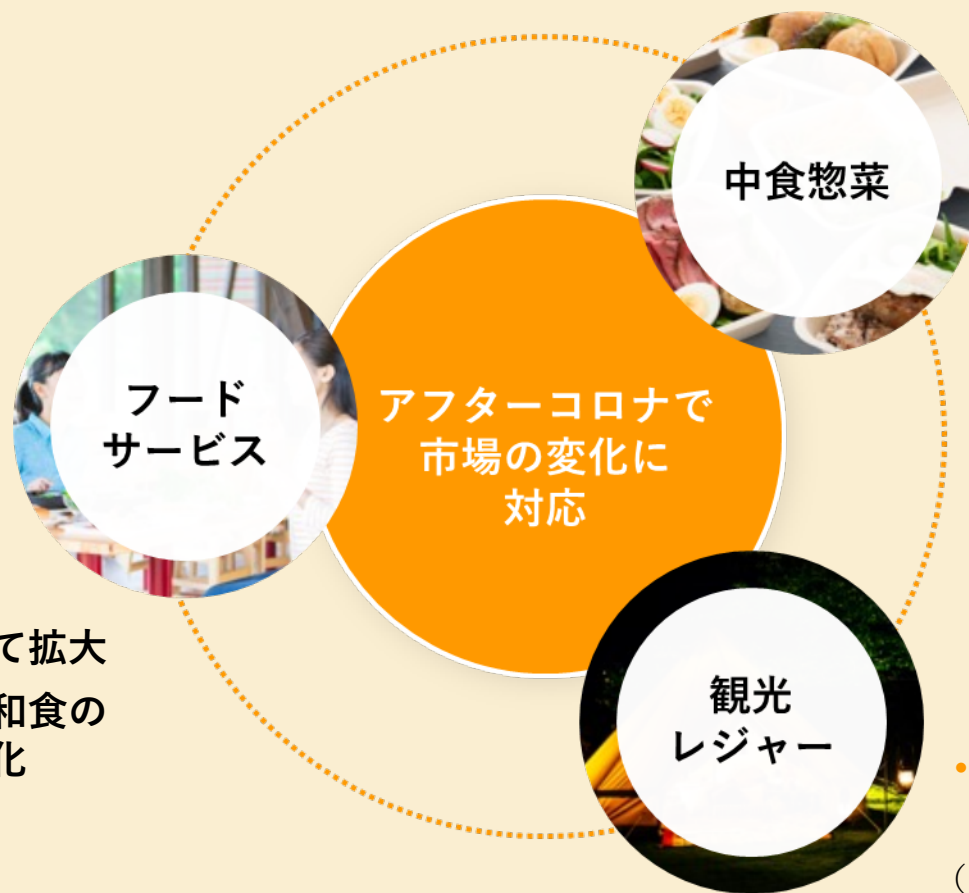 中食惣菜
フード
サービス
アフターコロナで
市場の変化に
対応
て拡大
和食の
化
観光
レジャー
・
（